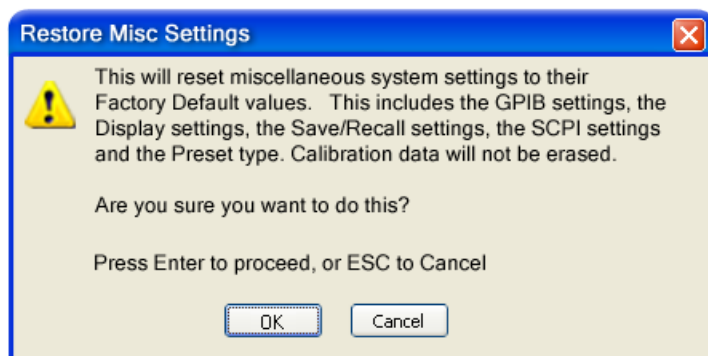 Restore Misc Settings
This will reset miscellaneous system settings to their
Factory Default values.   This includes the GPIB settings, the
Display settings, the Save/Recall settings, the SCPI settings
and the Preset type. Calibration data will not be erased.
Are you sure you want to do this?
Press Enter to proceed, or ESC to Cancel
OK
Cancel